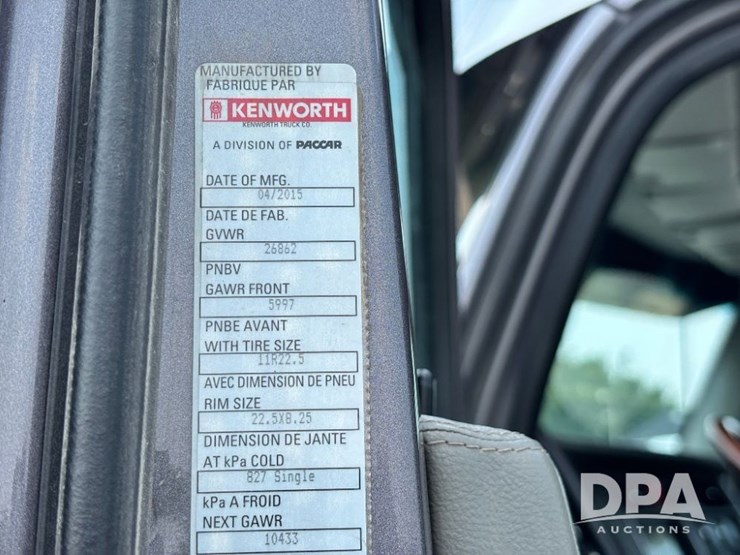 MANUFACTURED BY
FABRIQUE PAR
KENWORTH
KENWORTH TRUCK CO.
A DIVISION OF PACCAR
DATE OF MFG.
04/2015
DATE DE FAB.
GVWR
26862
PNBV
GAWR FRONT
5997
PNBE AVANT
WITH TIRE SIZE
11R22.5
AVEC DIMENSION DE PNEU
RIM SIZE
22.5X8.25
DIMENSION DE JANTE
AT kPa COLD
827 Single
kPa A FROID
NEXT GAWR
10433
DPA
AUCTIONS